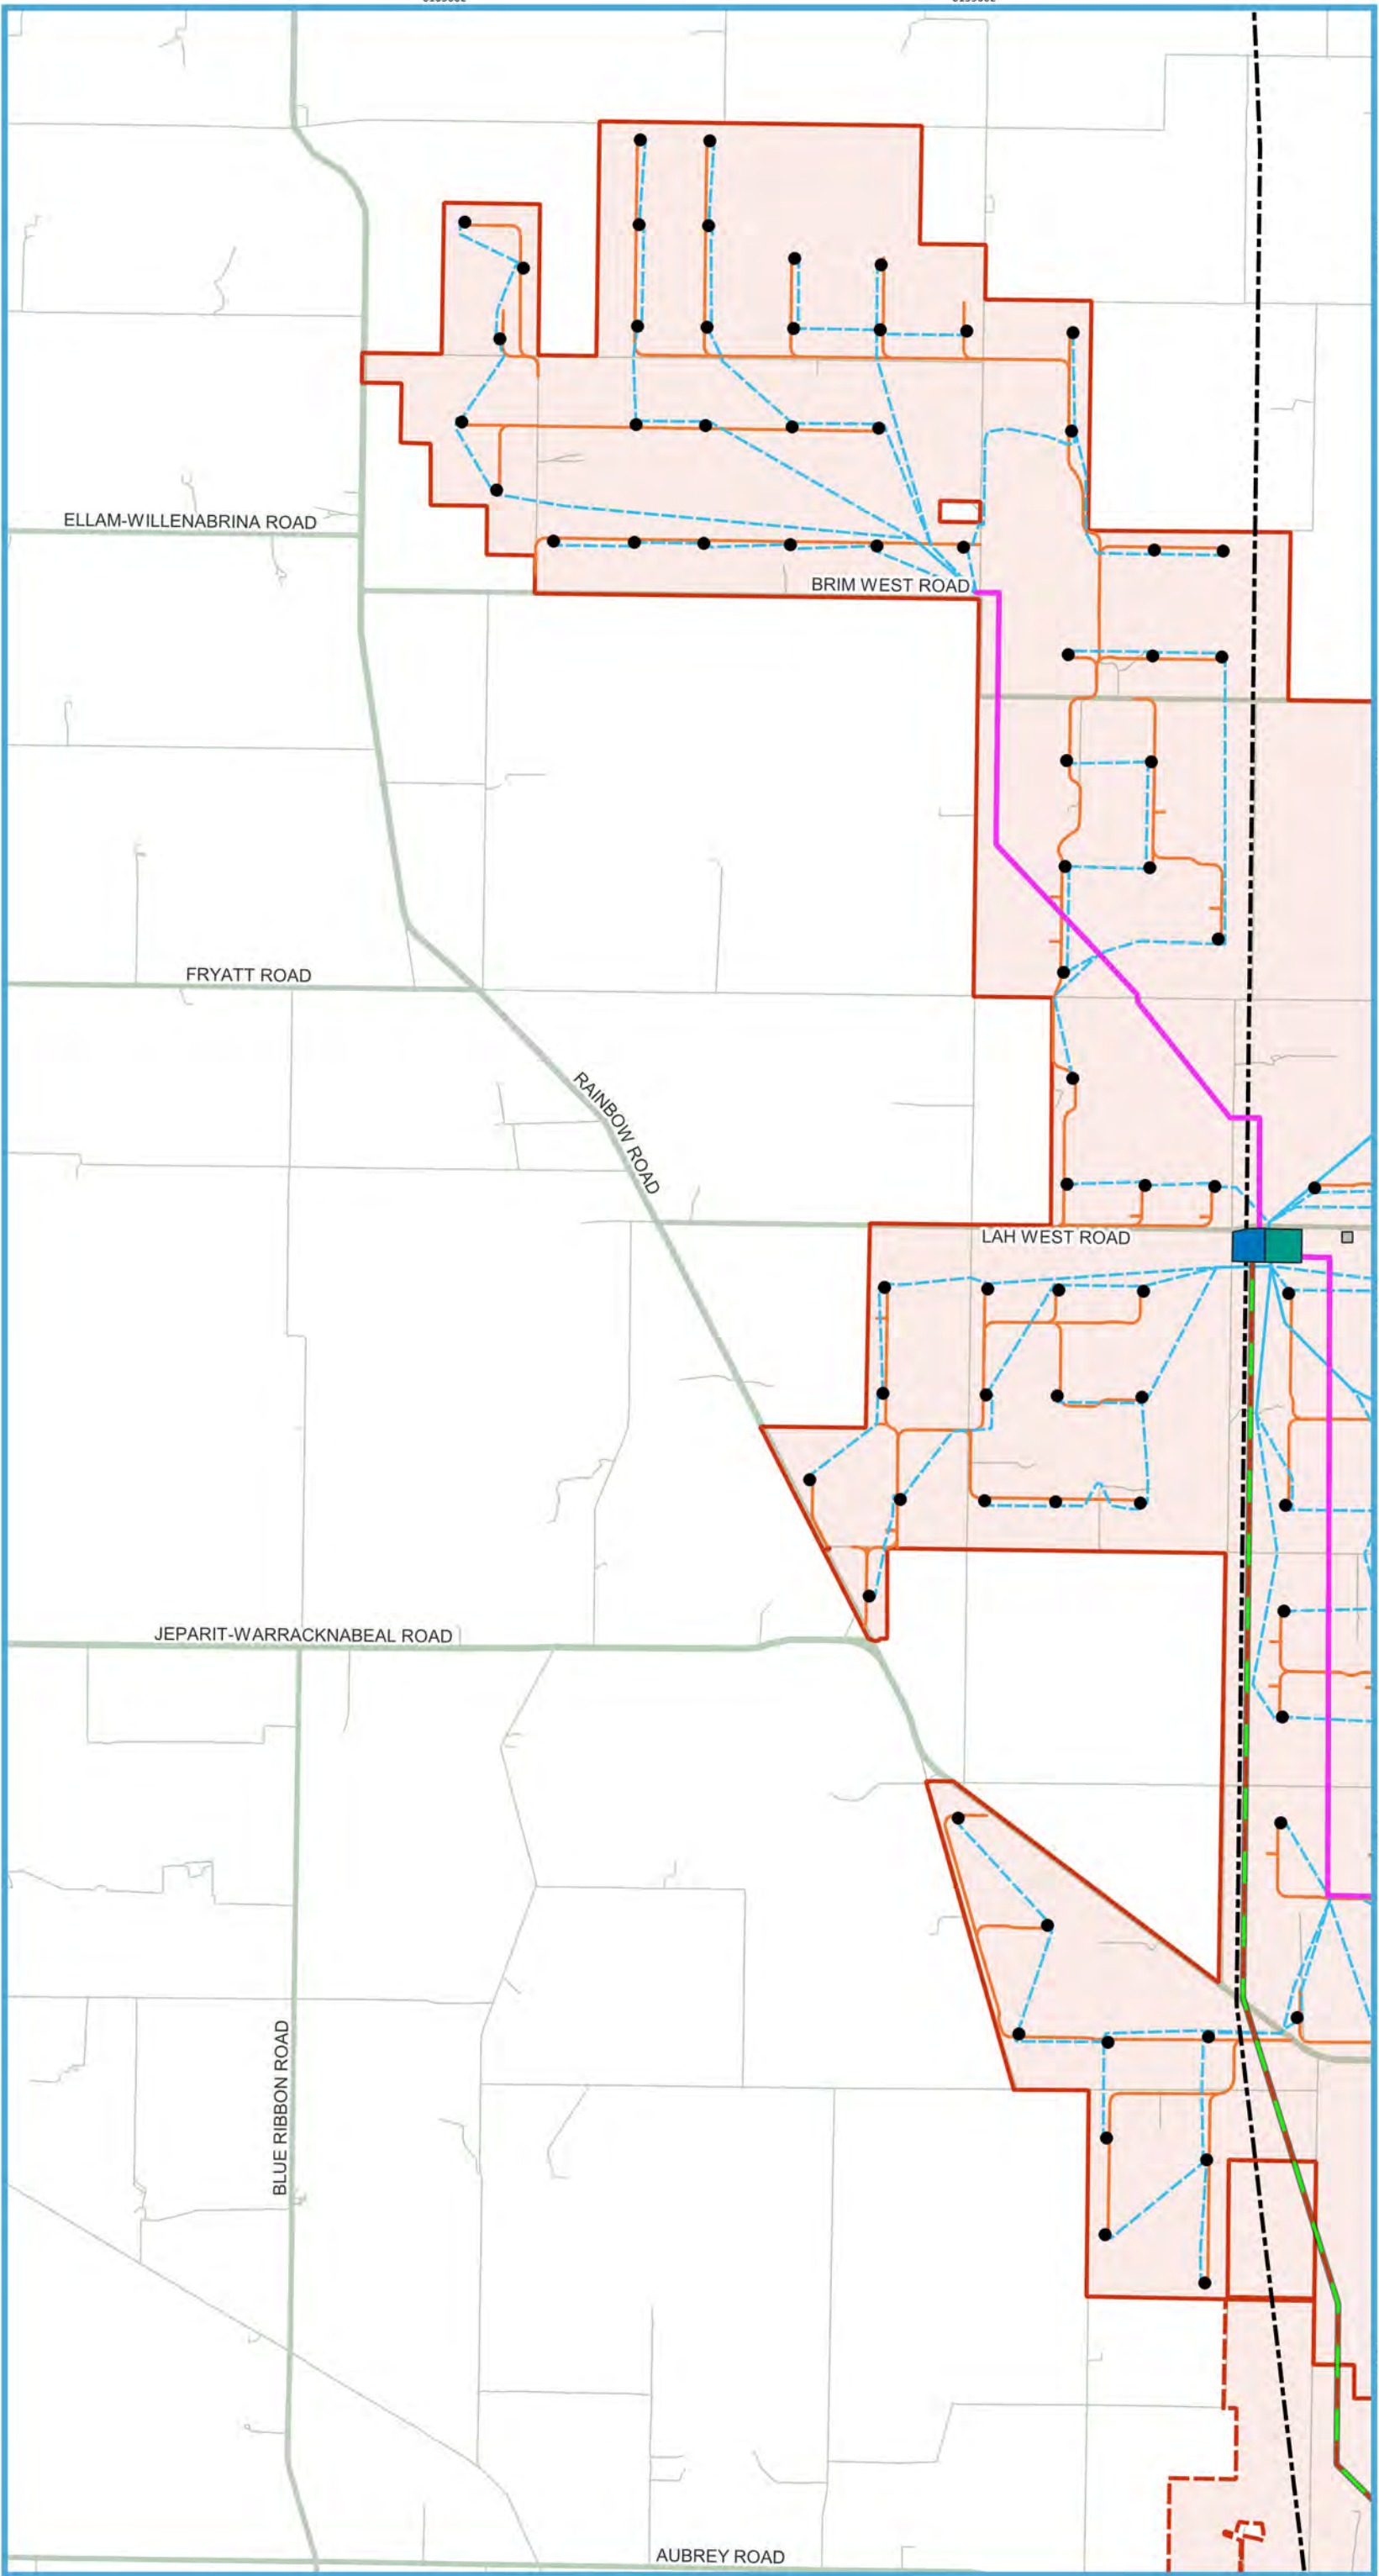 ELLAM-WILLENABRINA ROAD
BRIM WEST ROAD
FRYATT ROAD
RAINBOW ROAD
LAH WEST ROAD
JEPARIT-WARRACKNABEAL ROAD
BLUE RIBBON ROAD
AUBREY ROAD